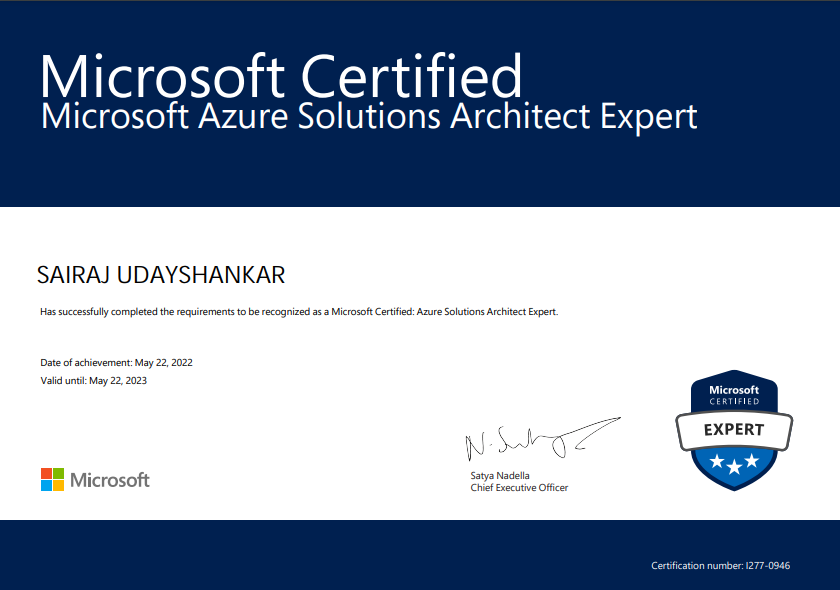 Microsoft Certified
Microsoft Azure Solutions Architect Expert
SAIRAJ UDAYSHANKAR
Has successfully completed the requirements to be recognized as a Microsoft Certified: Azure Solutions Architect Expert.
Date of achievement: May 22, 2022
Valid until: May 22, 2023
Microsoft
CERTIFIED
EXPERT
N. Satya
Satya Nadella
Chief Executive Officer
Microsoft
Certification number: I277-0946